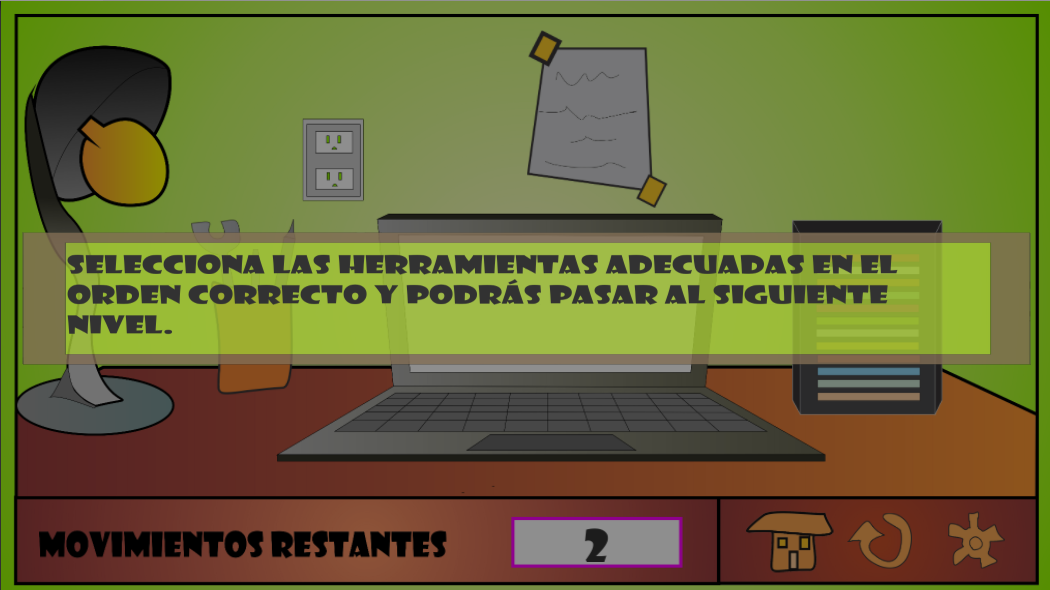 SELECCIONA LAS HERRAMIENTAS ADECUADAS EN EL
ORDEN CORRECTO Y PODRÁS PASAR AL SIGUIENTE
NIVEL.
MOVIMIENTOS RESTANTES
2